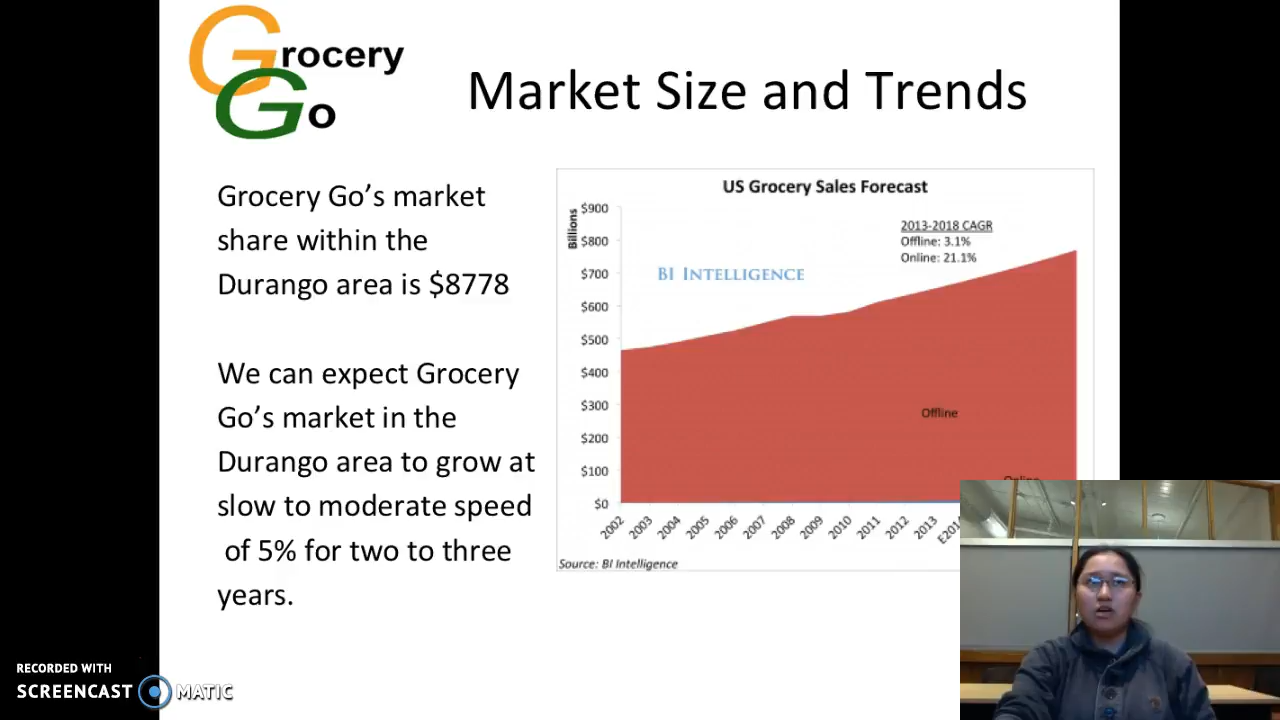 Grocery
Go
Market Size and Trends
Grocery Go’s market
share within the
Durango area is $8778
We can expect Grocery
Go’s market in the
Durango area to grow at
slow to moderate speed
of 5% for two to three
years.
US Grocery Sales Forecast
Billions
$900
$800
$700
$600
$500
$400
$300
$200
$100
$0
2013-2018 CAGR
Offline: 3.1%
Online: 21.1%
BI INTELLIGENCE
Offline
Online
2002
2003
2004
2005
2006
2007
2008
2009
2010
2011
2012
2013
E2014
Source: BI Intelligence
RECORDED WITH
SCREENCAST MATIC